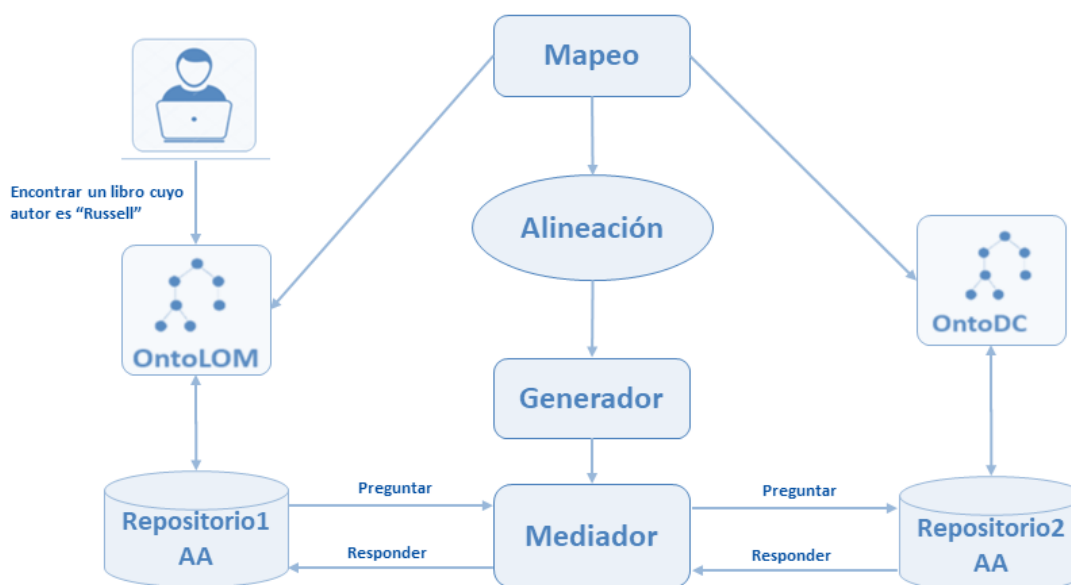 Mapeo
Encontrar un libro cuyo
autor es “Russell”
Alineación
OntoLOM
OntoDC
Generador
Preguntar
Preguntar
Repositorio1
AA
Mediador
Repositorio2
AA
Responder
Responder